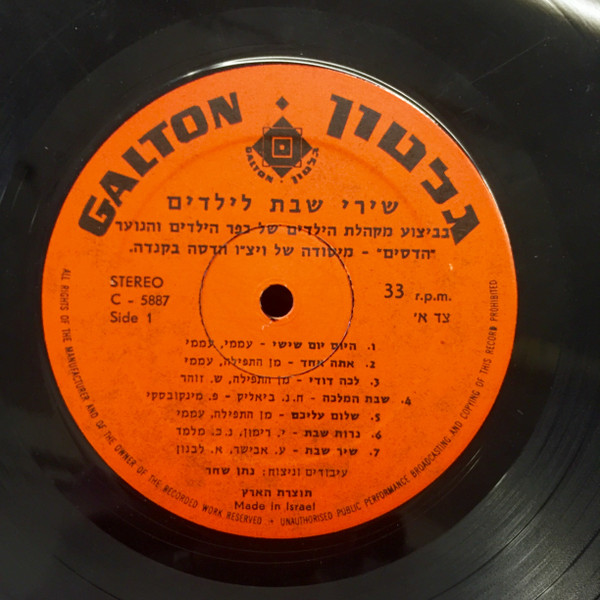 GALTON גלטון
GALTON · גלטון
שירי שבת לילדים
בביצוע מקהלת הילדים של כפר הילדים והנוער
"הדסים" - מיסודה של ויצ"ו הדסה בקנדה.
STEREO
C - 5887
Side 1
33 r.p.m.
צד א'
1. היום יום שישי - עממי, עממי
2. אתה אחד - מן התפילה, עממי
3. לכה דודי - מן התפילה, ש. זוהר
4. שבת המלכה - ח.נ. ביאליק - פ. מינקובסקי
5. שלום עליכם - מן התפילה, עממי
6. נרות שבת - י. רימון, נ.כ. מלמד
7. שיר שבת - ע. אבישר, א. לבנון
עיבודים וניצוח: נתן שחר
תוצרת הארץ
Made in Israel
ALL RIGHTS OF THE MANUFACTURER AND OF THE OWNER OF THE RECORDED WORK RESERVED • UNAUTHORISED PUBLIC PERFORMANCE BROADCASTING AND COPYING OF THIS RECORD PROHIBITED